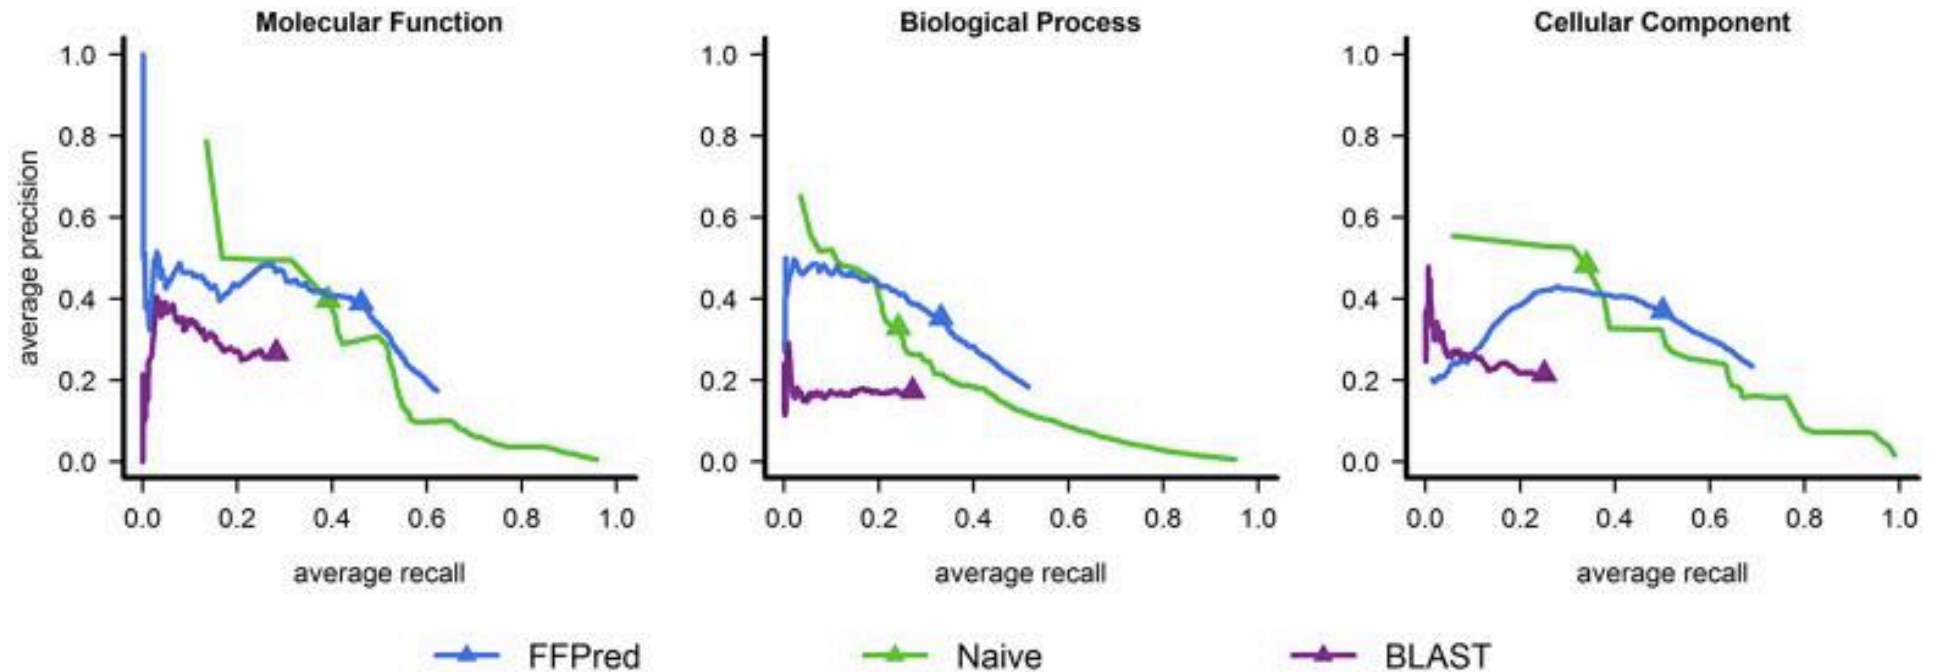 Molecular Function Biological Process Cellular Component
average precision
1.0 1.0 1.0
0.8 0.8 0.8
0.6 0.6 0.6
0.4 0.4 0.4
0.2 0.2 0.2
0.0 0.0 0.0
0.0 0.2 0.4 0.6 0.8 1.0 0.0 0.2 0.4 0.6 0.8 1.0 0.0 0.2 0.4 0.6 0.8 1.0
average recall average recall average recall
FFPred Naive BLAST